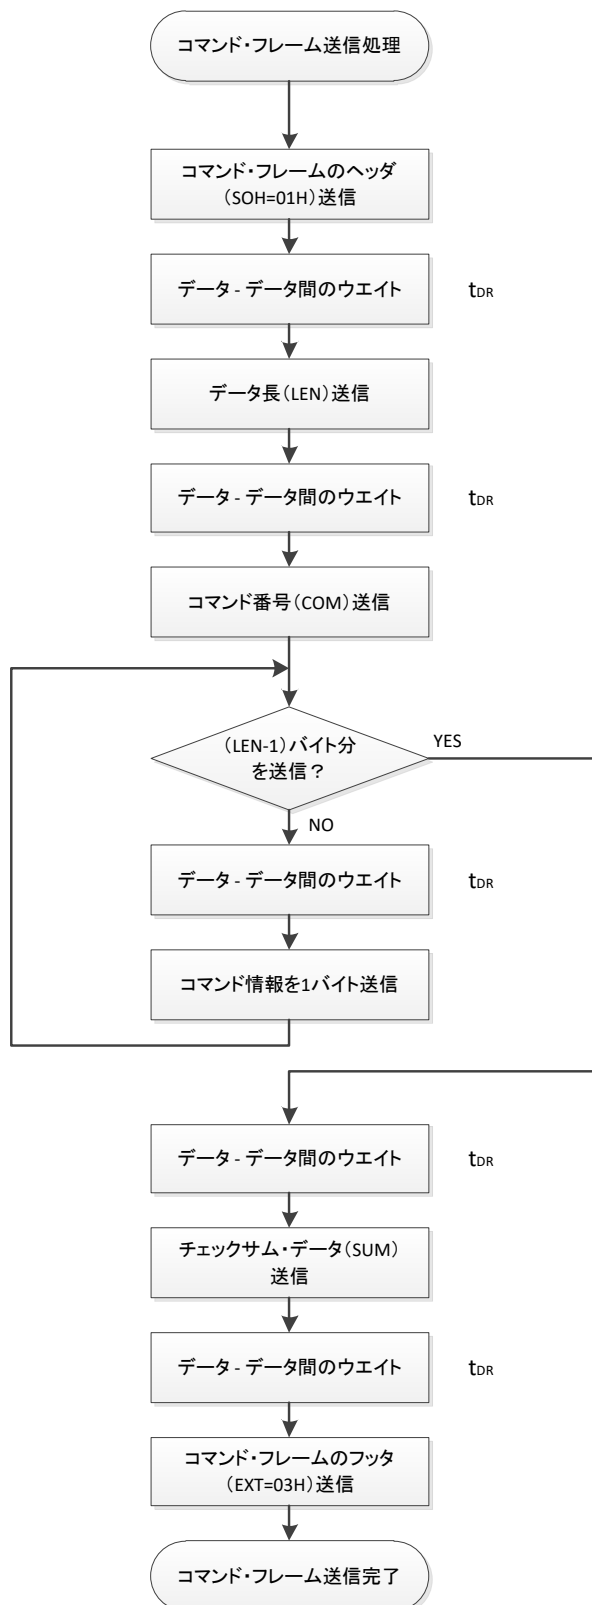 コマンド・フレーム送信処理
コマンド・フレームのヘッダ
（SOH=01H）送信
データ - データ間のウエイト
tDR
データ長（LEN）送信
データ - データ間のウエイト
tDR
コマンド番号（COM）送信
（LEN-1）バイト分
を送信？
YES
NO
データ - データ間のウエイト
tDR
コマンド情報を1バイト送信
データ - データ間のウエイト
tDR
チェックサム・データ（SUM）
送信
データ - データ間のウエイト
tDR
コマンド・フレームのフッタ
（EXT=03H）送信
コマンド・フレーム送信完了